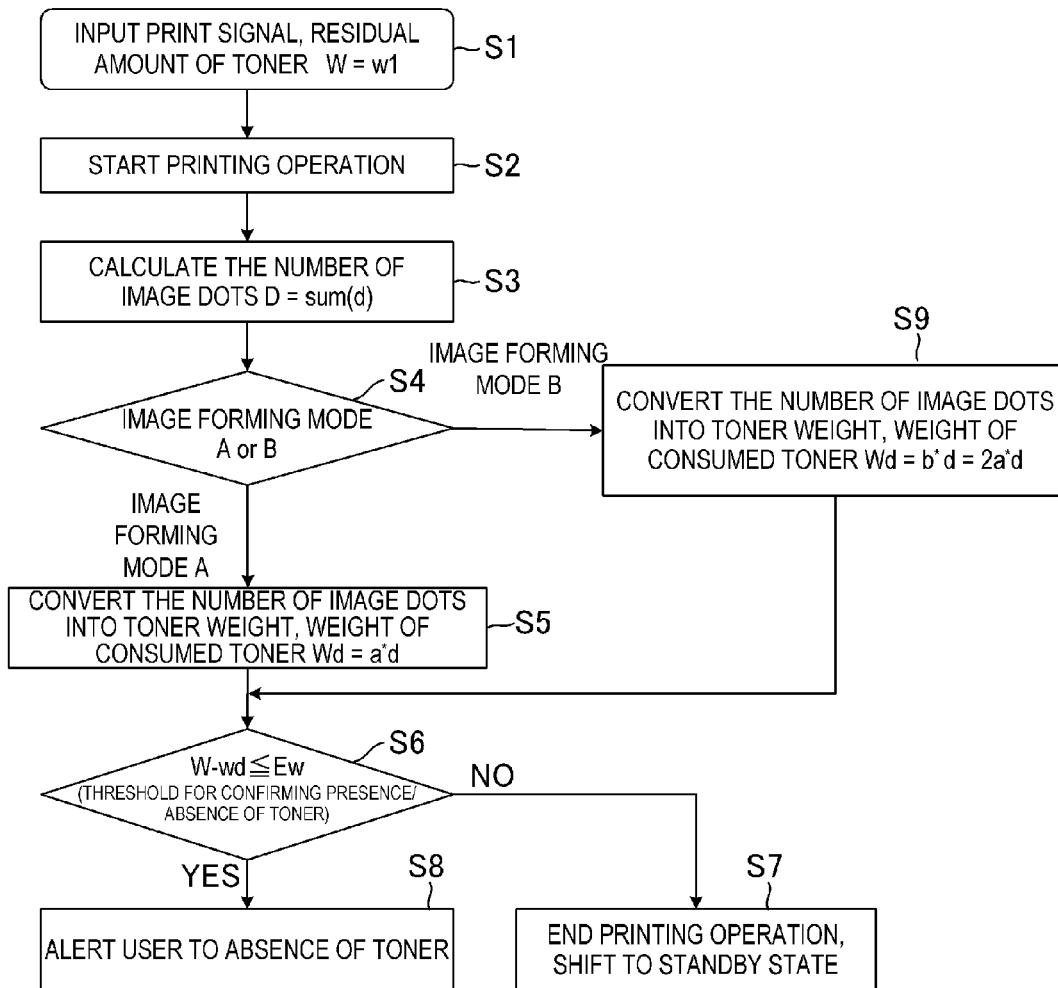 INPUT PRINT SIGNAL, RESIDUAL
AMOUNT OF TONER W = w1
S1
START PRINTING OPERATION
S2
CALCULATE THE NUMBER OF
IMAGE DOTS D = sum(d)
S3
IMAGE FORMING MODE
A or B
S4
IMAGE FORMING
MODE B
S9
CONVERT THE NUMBER OF IMAGE DOTS
INTO TONER WEIGHT, WEIGHT OF
CONSUMED TONER Wd = b*d = 2a*d
IMAGE
FORMING
MODE A
CONVERT THE NUMBER OF IMAGE DOTS
INTO TONER WEIGHT, WEIGHT OF
CONSUMED TONER Wd = a*d
S5
W-wd≦Ew
(THRESHOLD FOR CONFIRMING PRESENCE/
ABSENCE OF TONER)
S6
NO
YES
S8
ALERT USER TO ABSENCE OF TONER
S7
END PRINTING OPERATION,
SHIFT TO STANDBY STATE